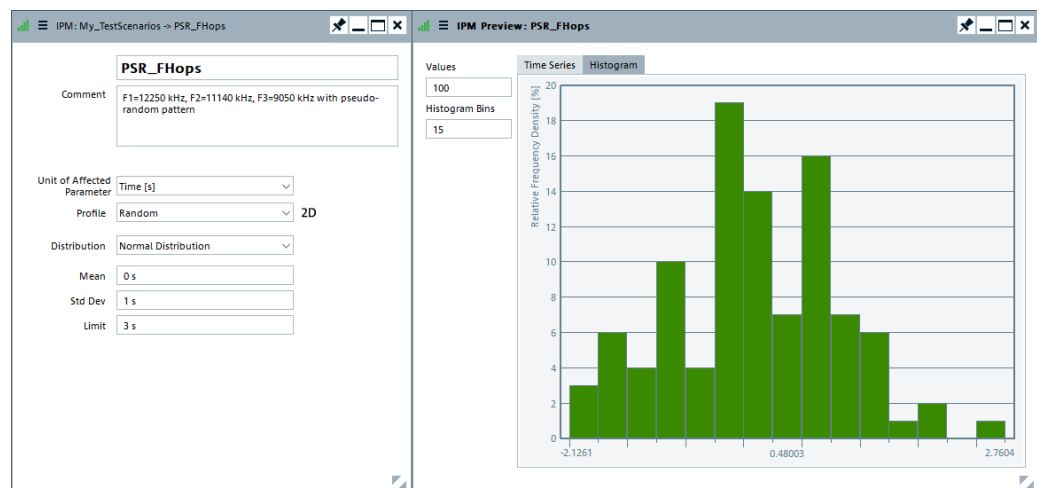 IPM: My_TestScenarios -> PSR_FHops
PSR_FHops
Comment
F1=12250 kHz, F2=11140 kHz, F3=9050 kHz with pseudo-
random pattern
Unit of Affected
Parameter
Time [s]
Profile
Random
2D
Distribution
Normal Distribution
Mean
0 s
Std Dev
1 s
Limit
3 s
IPM Preview: PSR_FHops
Values
100
Histogram Bins
15
Time Series
Histogram
Relative Frequency Density [%]
20
18
16
14
12
10
8
6
4
2
0
-2.1261
0.48003
2.7604